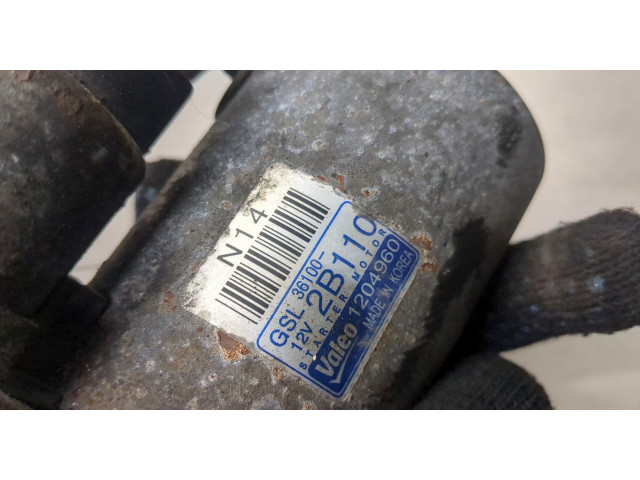 N14
GSL 36100-
12V 2B110
STARTER MOTOR
Valeo 1204960
MADE IN KOREA